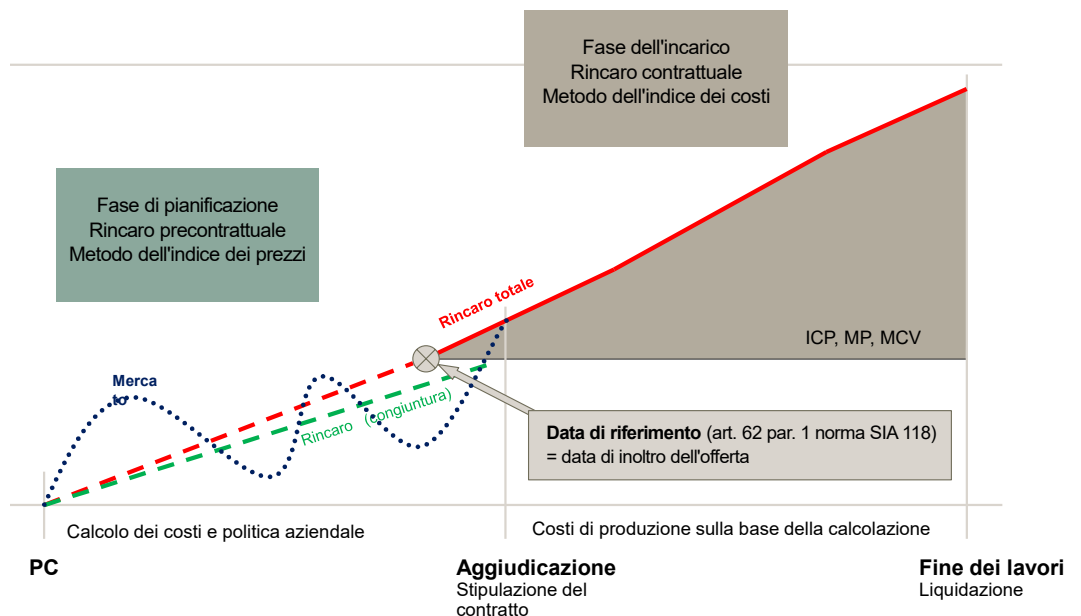 Fase dell'incarico
Rincaro contrattuale
Metodo dell'indice dei costi
Fase di pianificazione
Rincaro precontrattuale
Metodo dell'indice dei prezzi
Rincaro totale
ICP, MP, MCV
Merca
to
Rincaro (congiuntura)
Data di riferimento (art. 62 par. 1 norma SIA 118)
= data di inoltro dell'offerta
Calcolo dei costi e politica aziendale
Costi di produzione sulla base della calcolazione
PC
Aggiudicazione
Stipulazione del
contratto
Fine dei lavori
Liquidazione